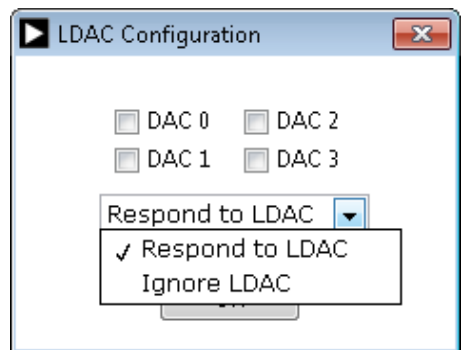 LDAC Configuration
DAC 0 DAC 2
DAC 1 DAC 3
Respond to LDAC
✓ Respond to LDAC
Ignore LDAC